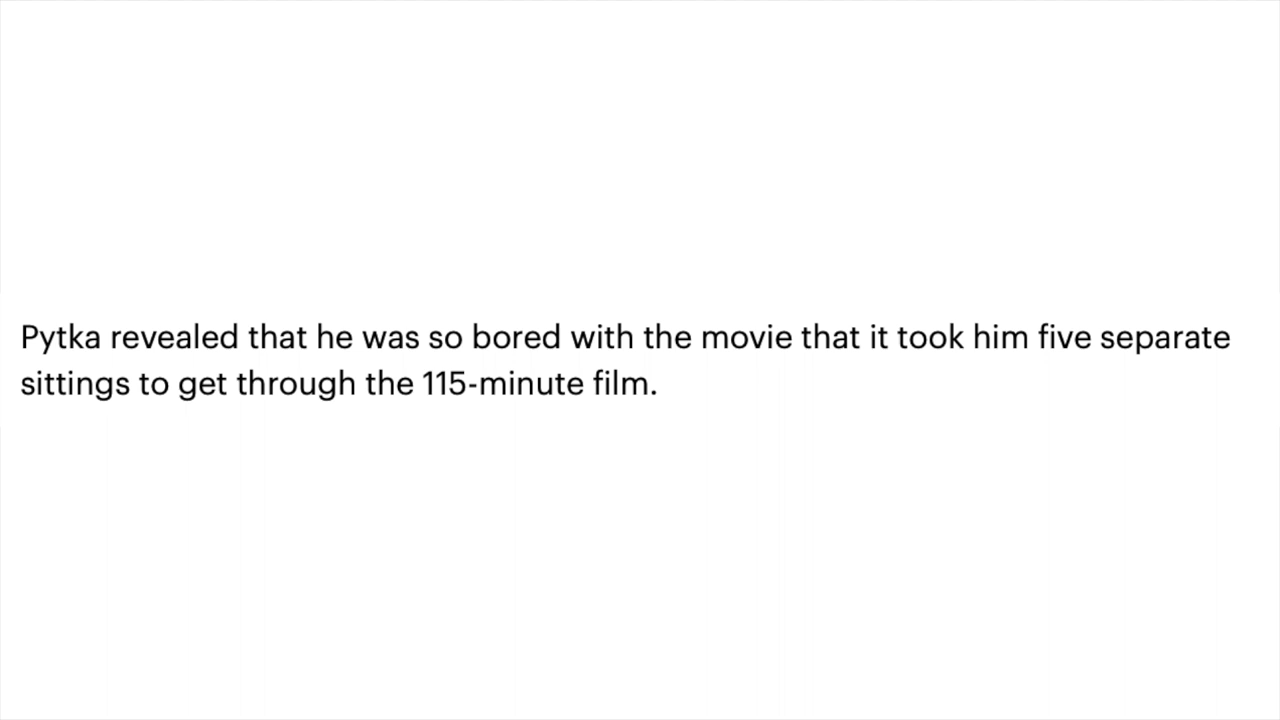 Pytka revealed that he was so bored with the movie that it took him five separate
sittings to get through the 115-minute film.